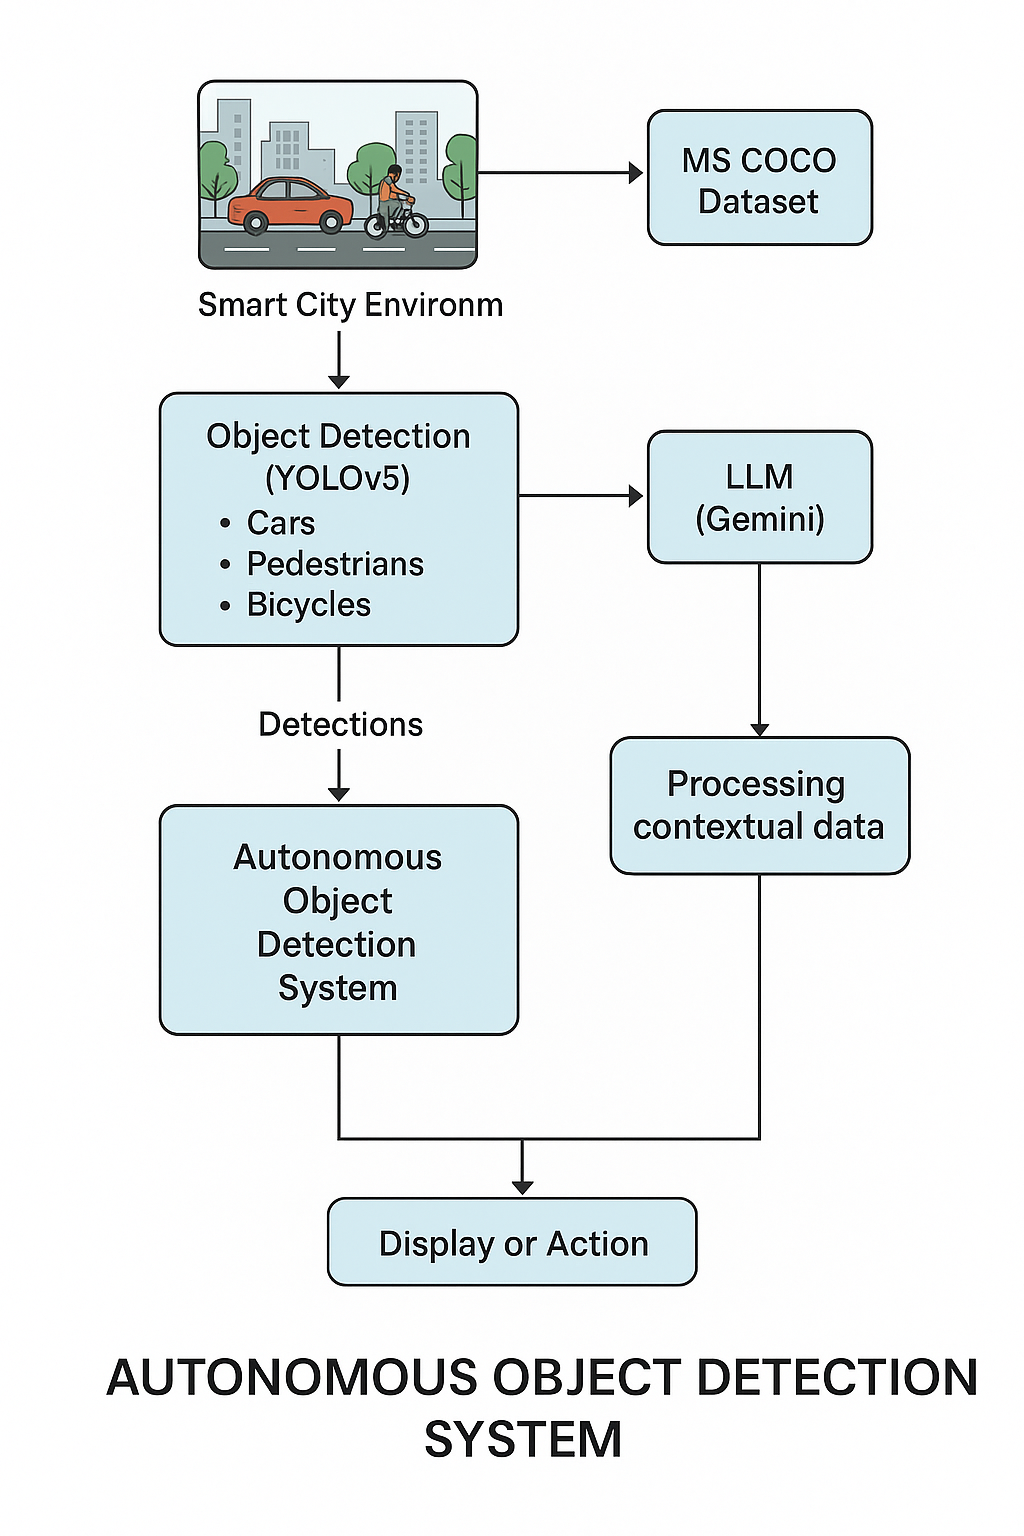 MS COCO
Dataset
Smart City Environm
Object Detection
(YOLOv5)
• Cars
• Pedestrians
• Bicycles
LLM
(Gemini)
Detections
Processing
contextual data
Autonomous
Object
Detection
System
Display or Action
AUTONOMOUS OBJECT DETECTION
SYSTEM